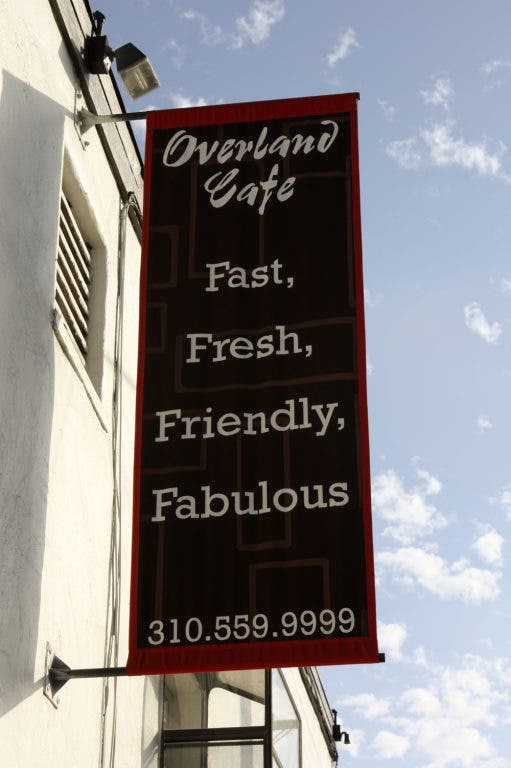 Overland
Cafe
Fast,
Fresh,
Friendly,
Fabulous
310.559.9999